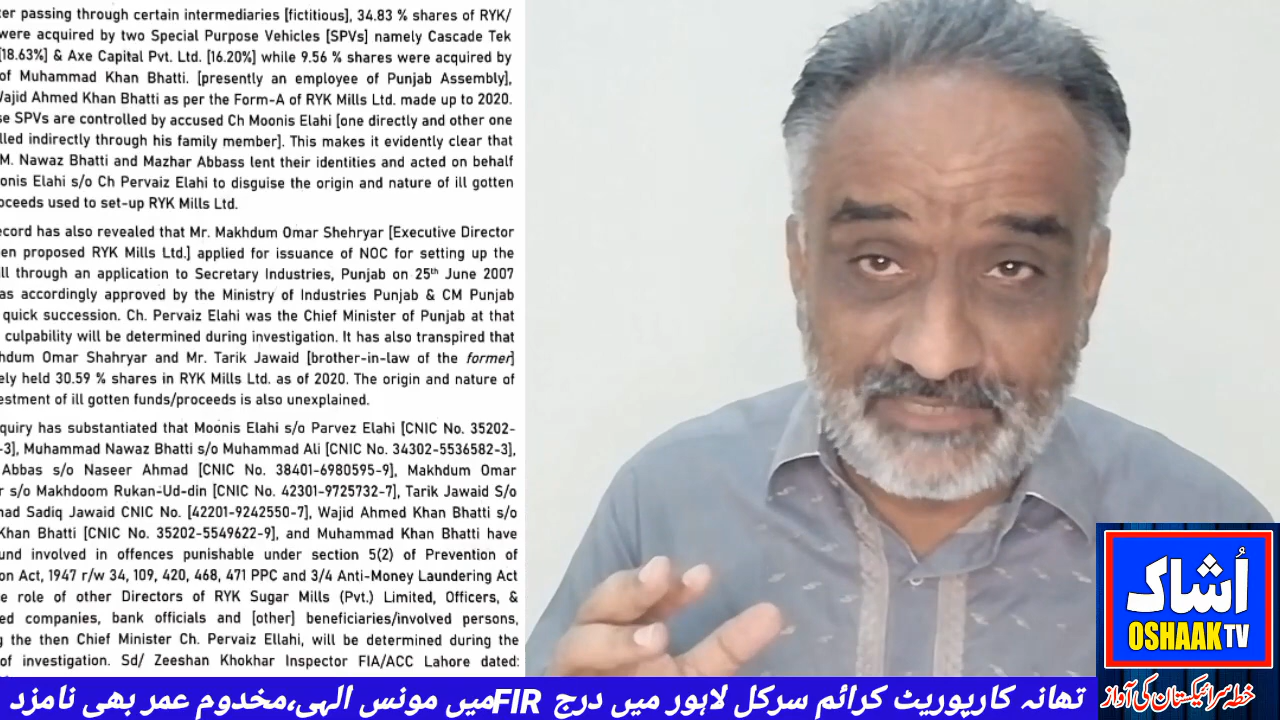 ter passing through certain intermediaries [fictitious], 34.83 % shares of RYK/
were acquired by two Special Purpose Vehicles [SPVs] namely Cascade Tek
[18.63%] & Axe Capital Pvt. Ltd. [16.20%] while 9.56 % shares were acquired by
of Muhammad Khan Bhatti. [presently an employee of Punjab Assembly],
Wajid Ahmed Khan Bhatti as per the Form-A of RYK Mills Ltd. made up to 2020.
se SPVs are controlled by accused Ch Moonis Elahi [one directly and other one
lled indirectly through his family member]. This makes it evidently clear that
M. Nawaz Bhatti and Mazhar Abbass lent their identities and acted on behalf
onis Elahi s/o Ch Pervaiz Elahi to disguise the origin and nature of ill gotten
oceeds used to set-up RYK Mills Ltd.
ecord has also revealed that Mr. Makhdum Omar Shehryar [Executive Director
en proposed RYK Mills Ltd.] applied for issuance of NOC for setting up the
ill through an application to Secretary Industries, Punjab on 25th June 2007
as accordingly approved by the Ministry of Industries Punjab & CM Punjab
quick succession. Ch. Pervaiz Elahi was the Chief Minister of Punjab at that
culpability will be determined during investigation. It has also transpired that
hdum Omar Shahryar and Mr. Tarik Jawaid [brother-in-law of the former]
ely held 30.59 % shares in RYK Mills Ltd. as of 2020. The origin and nature of
estment of ill gotten funds/proceeds is also unexplained.
quiry has substantiated that Moonis Elahi s/o Parvez Elahi [CNIC No. 35202-
-3], Muhammad Nawaz Bhatti s/o Muhammad Ali [CNIC No. 34302-5536582-3],
Abbas s/o Naseer Ahmad [CNIC No. 38401-6980595-9], Makhdum Omar
r s/o Makhdoom Rukan-Ud-din [CNIC No. 42301-9725732-7], Tarik Jawaid S/o
mad Sadiq Jawaid CNIC No. [42201-9242550-7], Wajid Ahmed Khan Bhatti s/o
Khan Bhatti [CNIC No. 35202-5549622-9], and Muhammad Khan Bhatti have
und involved in offences punishable under section 5(2) of Prevention of
on Act, 1947 r/w 34, 109, 420, 468, 471 PPC and 3/4 Anti-Money Laundering Act
e role of other Directors of RYK Sugar Mills (Pvt.) Limited, Officers, &
ed companies, bank officials and [other] beneficiaries/involved persons,
g the then Chief Minister Ch. Pervaiz Ellahi, will be determined during the
of investigation. Sd/ Zeeshan Khokhar Inspector FIA/ACC Lahore dated:
اُشاک
OSHAAK TV
خطہ سرائیکستان کی آواز
تھانہ کارپوریٹ کرائم سرکل لاہور میں درج FIR میں مونس الہی،مخدوم عمر بھی نامزد